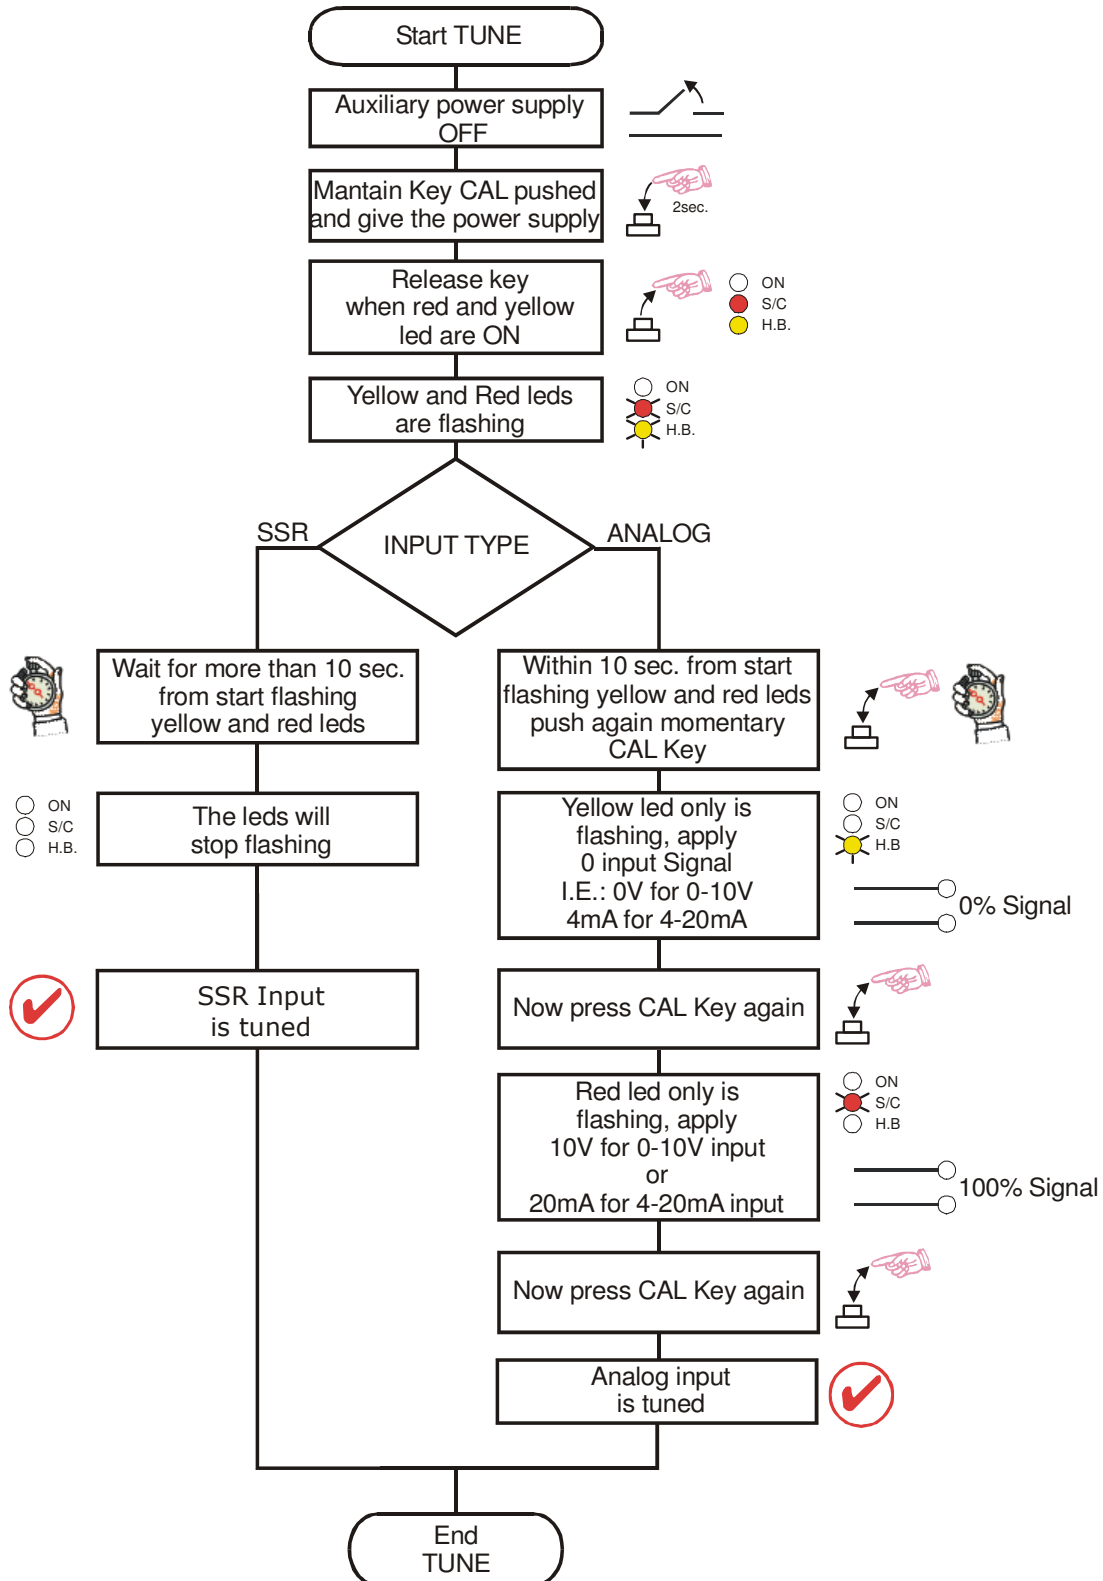 Start TUNE
Auxiliary power supply
OFF
Mantain Key CAL pushed
and give the power supply
2sec.
Release key
when red and yellow
led are ON
ON
S/C
H.B.
Yellow and Red leds
are flashing
ON
S/C
H.B.
SSR
INPUT TYPE
ANALOG
Wait for more than 10 sec.
from start flashing
yellow and red leds
Within 10 sec. from start
flashing yellow and red leds
push again momentary
CAL Key
ON
S/C
H.B.
The leds will
stop flashing
Yellow led only is
flashing, apply
0 input Signal
I.E.: 0V for 0-10V
4mA for 4-20mA
ON
S/C
H.B
0% Signal
SSR Input
is tuned
Now press CAL Key again
Red led only is
flashing, apply
10V for 0-10V input
or
20mA for 4-20mA input
ON
S/C
H.B
100% Signal
Now press CAL Key again
Analog input
is tuned
End
TUNE